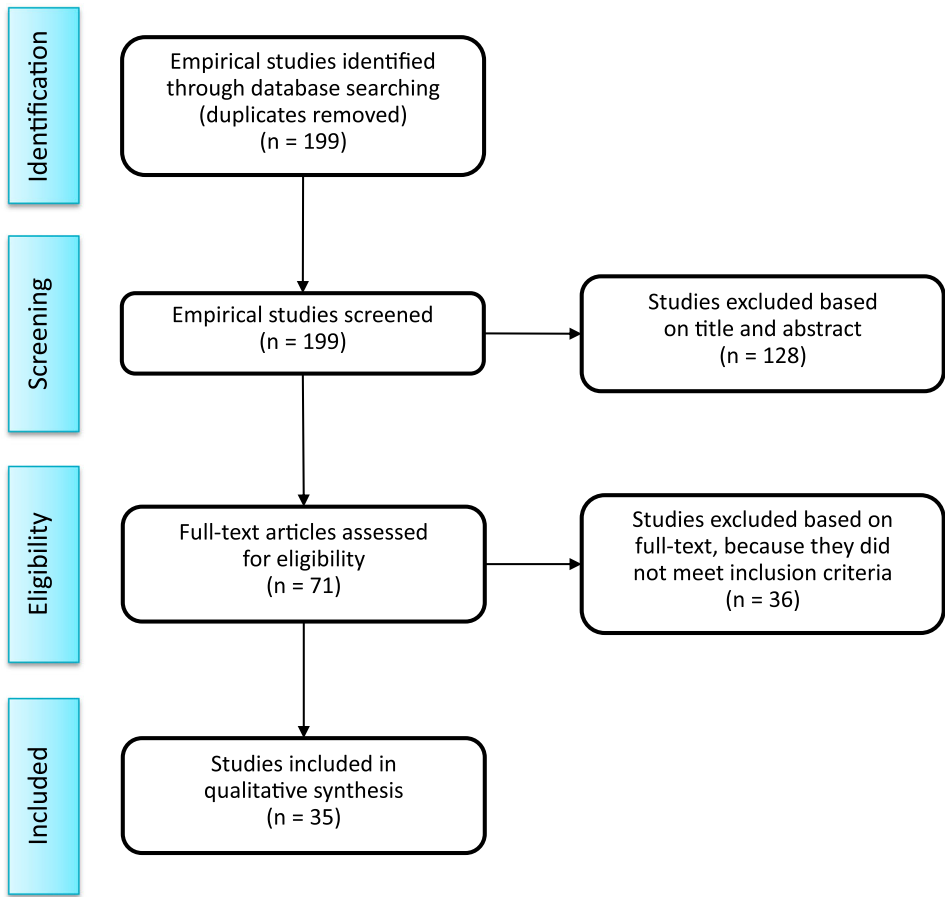 Identification
Empirical studies identified
through database searching
(duplicates removed)
(n = 199)
Screening
Empirical studies screened
(n = 199)
Studies excluded based
on title and abstract
(n = 128)
Eligibility
Full-text articles assessed
for eligibility
(n = 71)
Studies excluded based on
full-text, because they did
not meet inclusion criteria
(n = 36)
Included
Studies included in
qualitative synthesis
(n = 35)